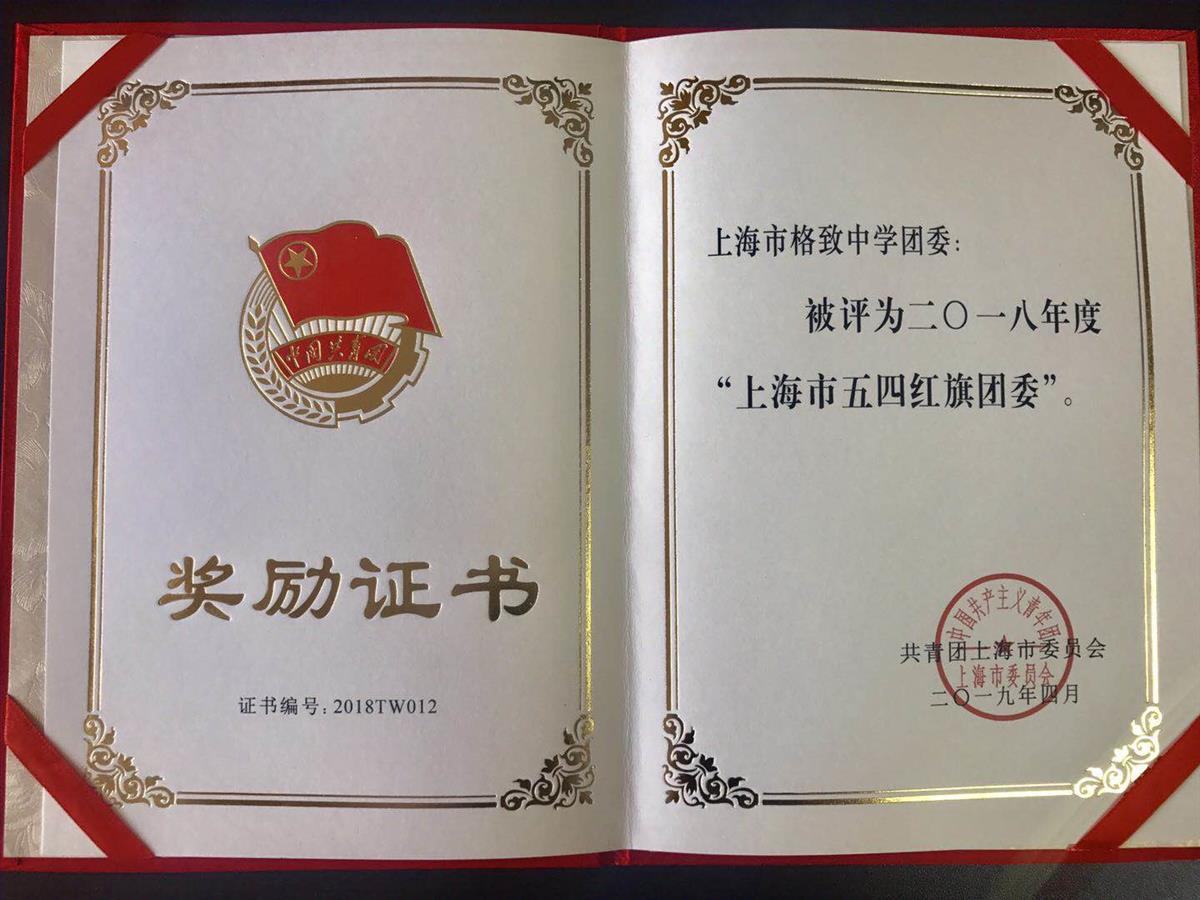 中国共青团
奖励证书
证书编号：2018TW012
上海市格致中学团委：
被评为二〇一八年度
“上海市五四红旗团委”。
中国共产主义青年团
共青团上海市委员会
上海市委员会
二〇一九年四月